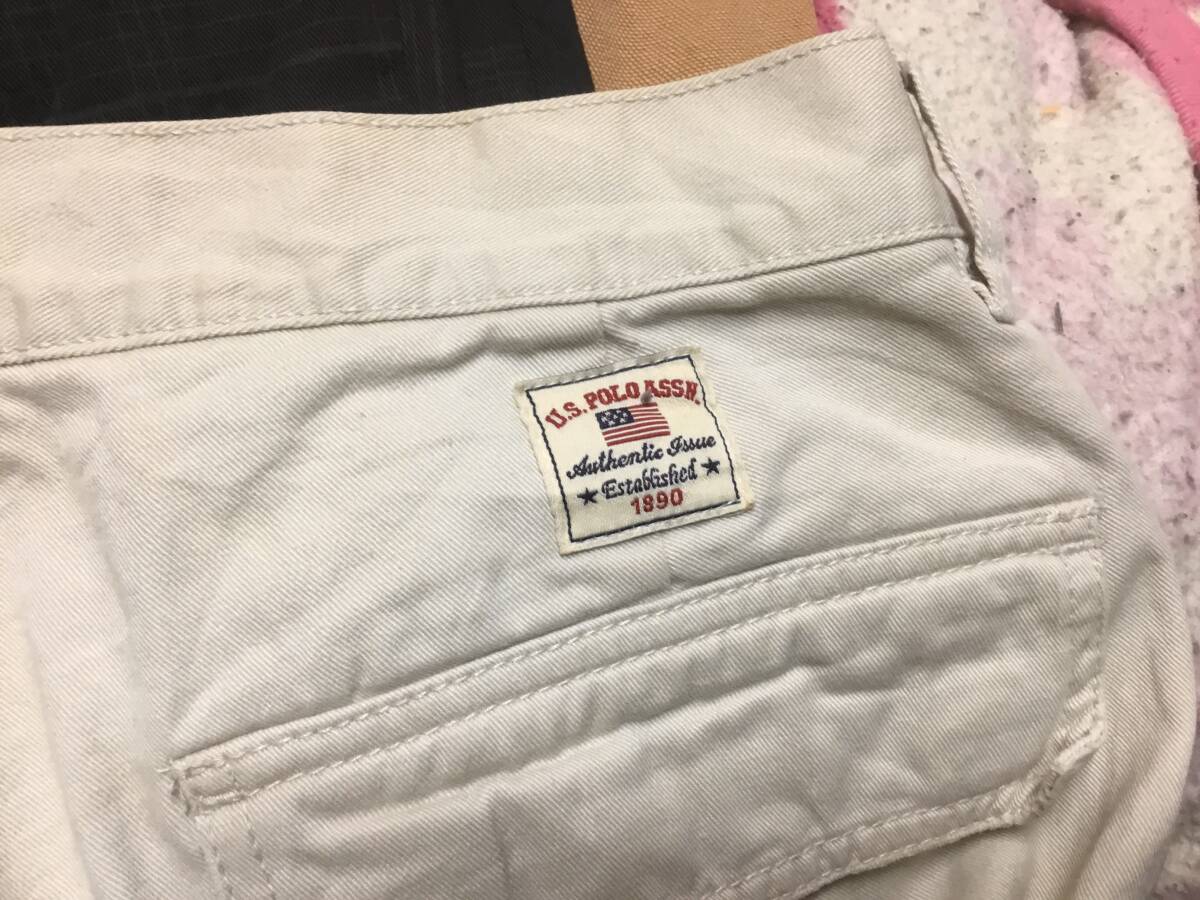 U.S. POLO ASSN.
Authentic Issue
★ Established ★
1890